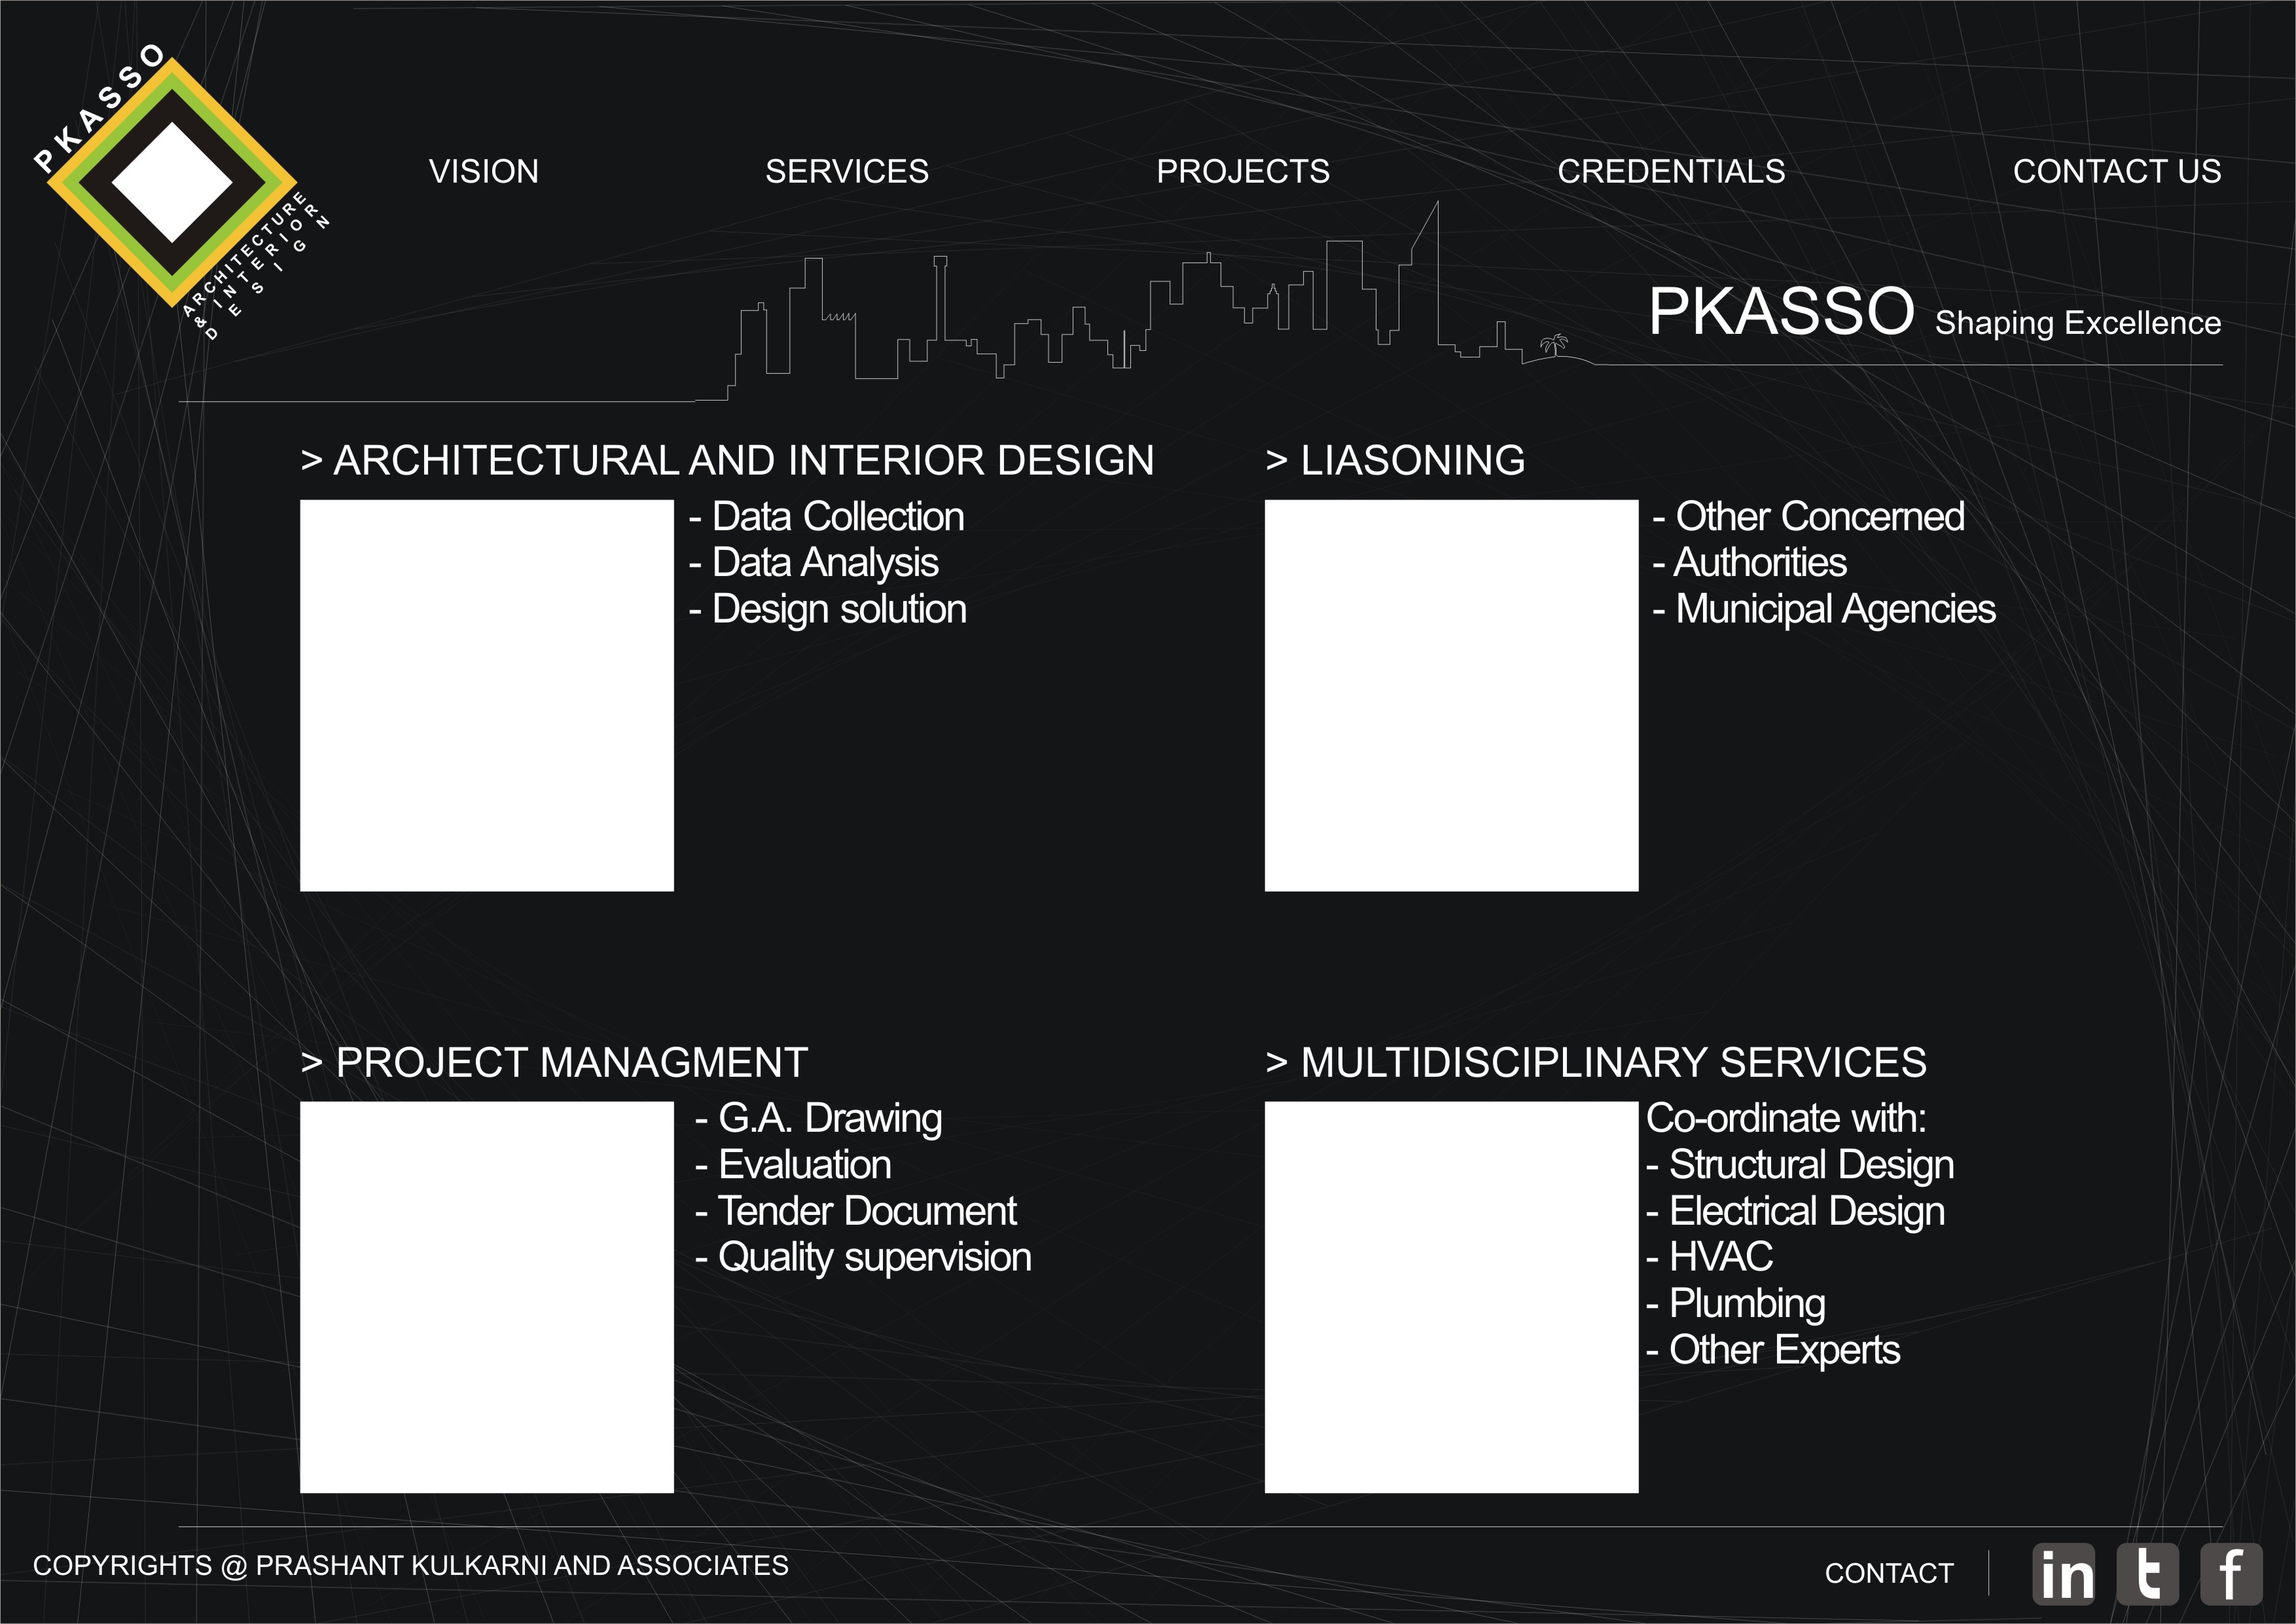 PKASSO
ARCHITECTURE
& INTERIOR
DESIGN
VISION
SERVICES
PROJECTS
CREDENTIALS
CONTACT US
PKASSO Shaping Excellence
> ARCHITECTURAL AND INTERIOR DESIGN
- Data Collection
- Data Analysis
- Design solution
> LIASONING
- Other Concerned
- Authorities
- Municipal Agencies
> PROJECT MANAGMENT
- G.A. Drawing
- Evaluation
- Tender Document
- Quality supervision
> MULTIDISCIPLINARY SERVICES
Co-ordinate with:
- Structural Design
- Electrical Design
- HVAC
- Plumbing
- Other Experts
COPYRIGHTS @ PRASHANT KULKARNI AND ASSOCIATES
CONTACT
in
t
f